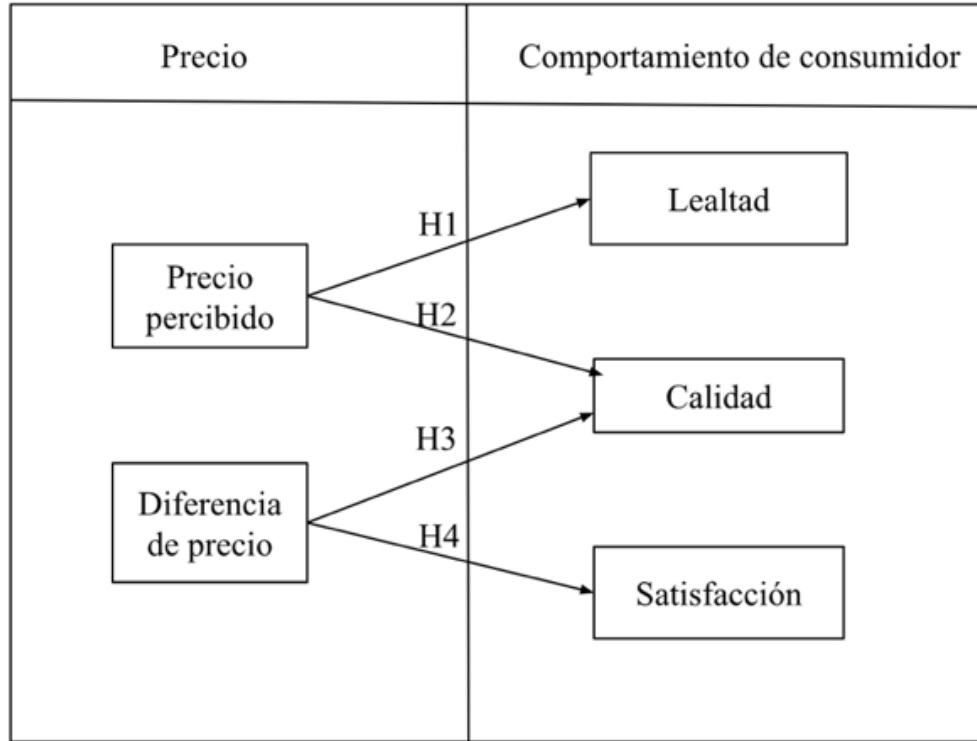 Precio
Comportamiento de consumidor
Lealtad
H1
Precio
percibido
H2
Calidad
H3
Diferencia
de precio
H4
Satisfacción